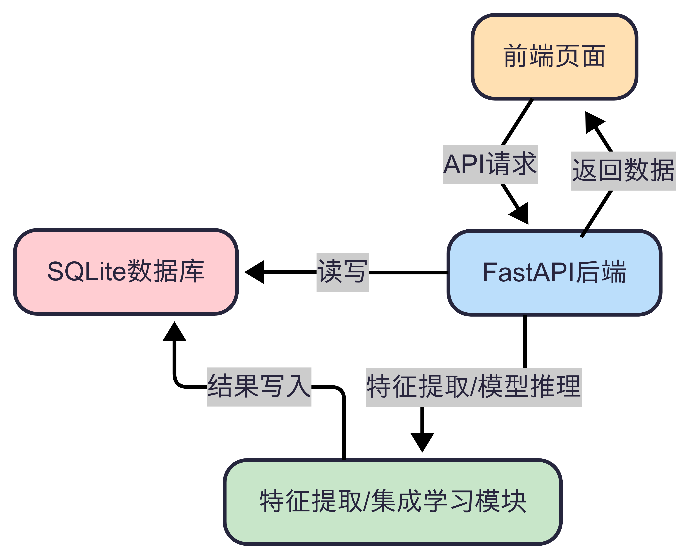 前端页面
API请求
返回数据
SQLite数据库
读写
FastAPI后端
结果写入
特征提取/模型推理
特征提取/集成学习模块